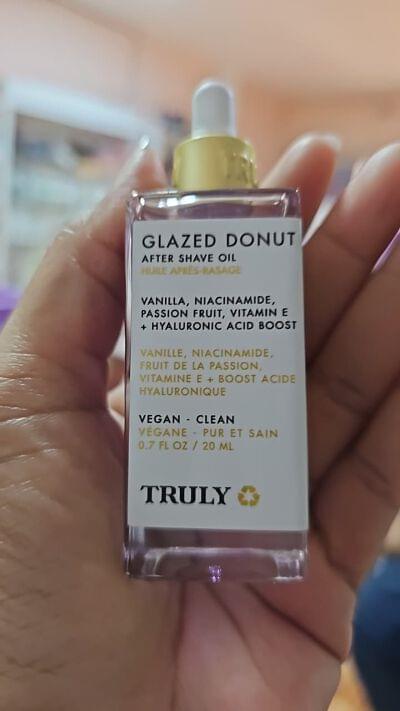 GLAZED DONUT
AFTER SHAVE OIL
HUILE APRÈS-RASAGE
VANILLA, NIACINAMIDE,
PASSION FRUIT, VITAMIN E
+ HYALURONIC ACID BOOST
VANILLE, NIACINAMIDE,
FRUIT DE LA PASSION,
VITAMINE E + BOOST ACIDE
HYALURONIQUE
VEGAN - CLEAN
VÉGANE - PUR ET SAIN
0.7 FL OZ / 20 ML
TRULY